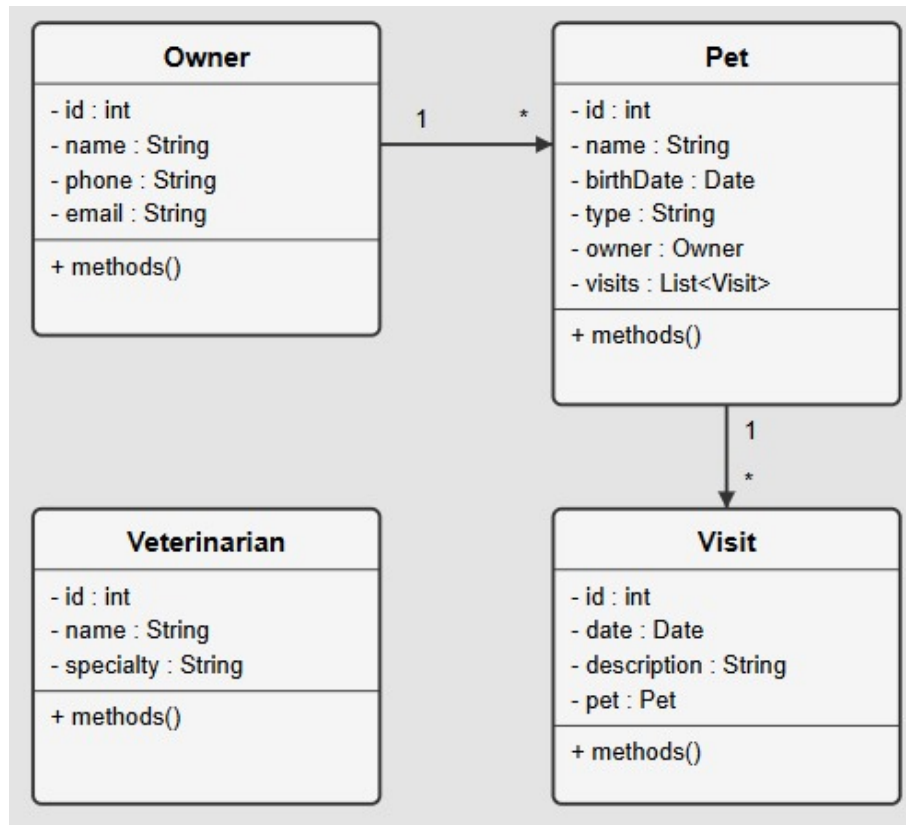 Owner
- id : int
- name : String
- phone : String
- email : String
+ methods()
1
*
Pet
- id : int
- name : String
- birthDate : Date
- type : String
- owner : Owner
- visits : List<Visit>
+ methods()
1
*
Veterinarian
- id : int
- name : String
- specialty : String
+ methods()
Visit
- id : int
- date : Date
- description : String
- pet : Pet
+ methods()